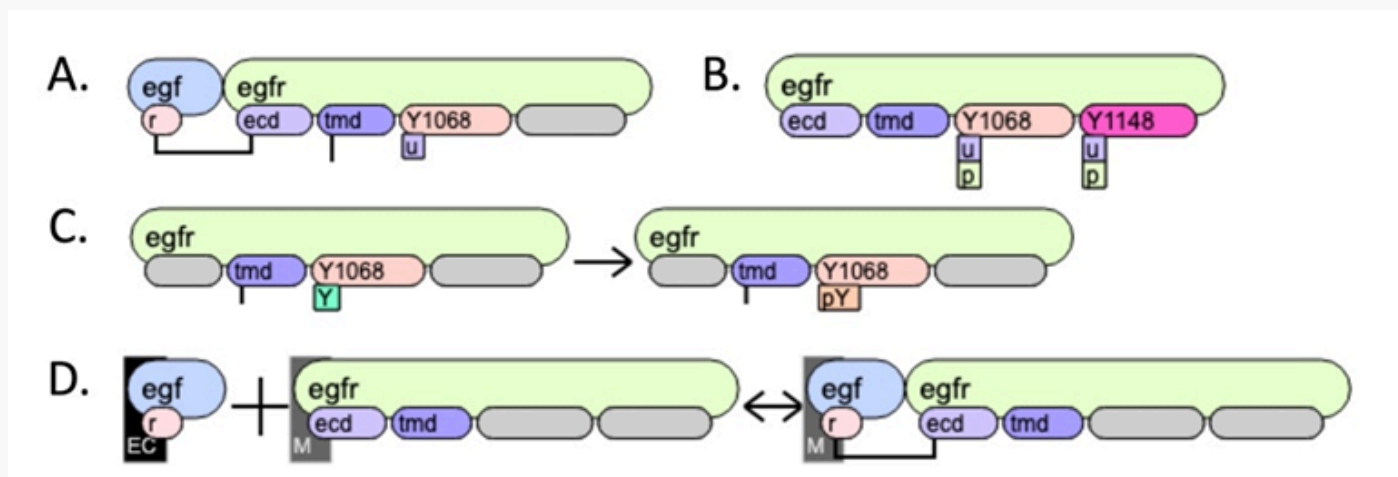 A. egf egfr B. egfr
r ecd tmd Y1068 ecd tmd Y1068 Y1148
u u u
p p
C. egfr egfr
tmd Y1068 tmd Y1068
Y pY
D. egf egfr egf egfr
r ecd tmd r ecd tmd
EC M M